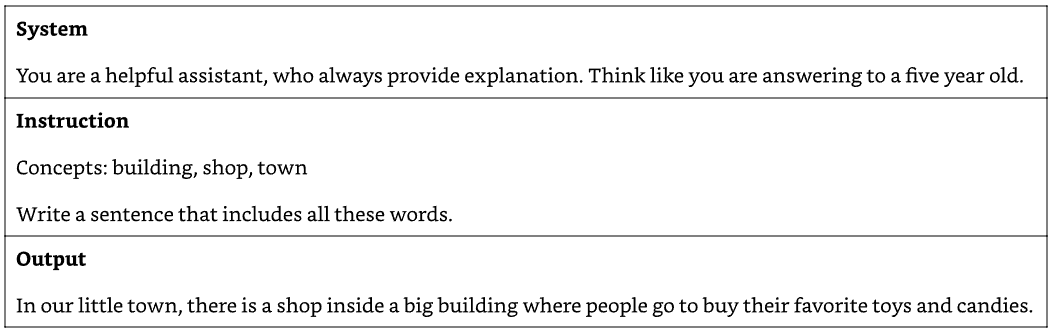 System
You are a helpful assistant, who always provide explanation. Think like you are answering to a five year old.
Instruction
Concepts: building, shop, town
Write a sentence that includes all these words.
Output
In our little town, there is a shop inside a big building where people go to buy their favorite toys and candies.